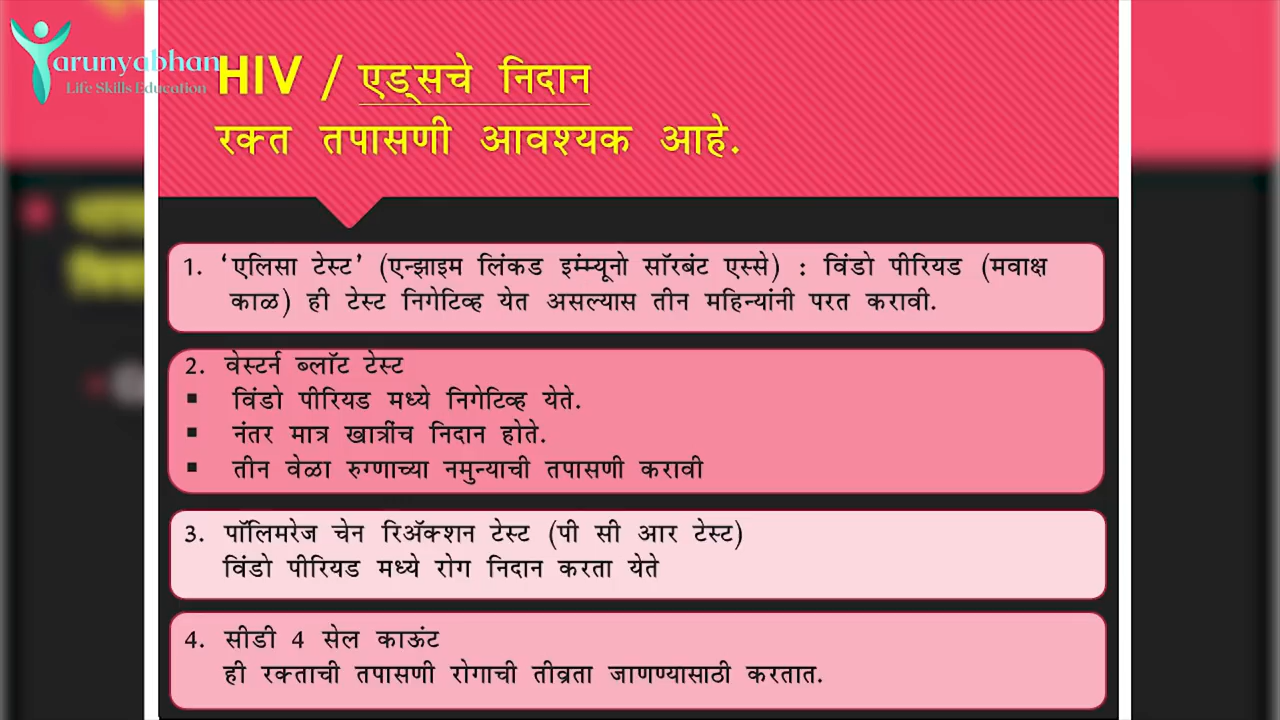 Tarunyabhan
Life Skills Education
HIV / एड्सचे निदान
रक्त तपासणी आवश्यक आहे.
1. ‘एलिसा टेस्ट’ (एन्झाइम लिंकड इम्म्यूनो सॉरबंट एस्से) : विंडो पीरियड (मवाक्ष
काळ) ही टेस्ट निगेटिव्ह येत असल्यास तीन महिन्यांनी परत करावी.
2. वेस्टर्न ब्लॉट टेस्ट
▪ विंडो पीरियड मध्ये निगेटिव्ह येते.
▪ नंतर मात्र खात्रींच निदान होते.
▪ तीन वेळा रुग्णाच्या नमुन्याची तपासणी करावी
3. पॉलिमरेज चेन रिॲक्शन टेस्ट (पी सी आर टेस्ट)
विंडो पीरियड मध्ये रोग निदान करता येते
4. सीडी 4 सेल काऊंट
ही रक्ताची तपासणी रोगाची तीव्रता जाणण्यासाठी करतात.